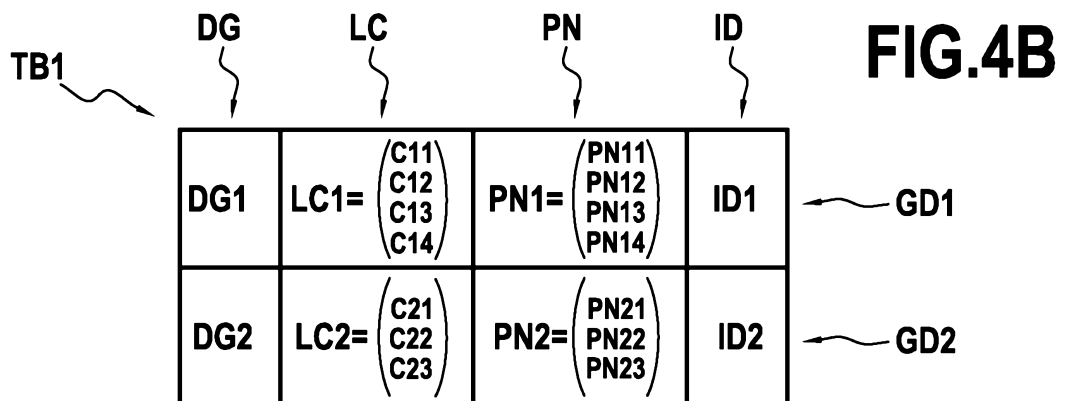 DG LC PN ID FIG.4B
TB1
DG1 LC1= C11 C12 C13 C14 PN1= PN11 PN12 PN13 PN14 ID1 GD1
DG2 LC2= C21 C22 C23 PN2= PN21 PN22 PN23 ID2 GD2